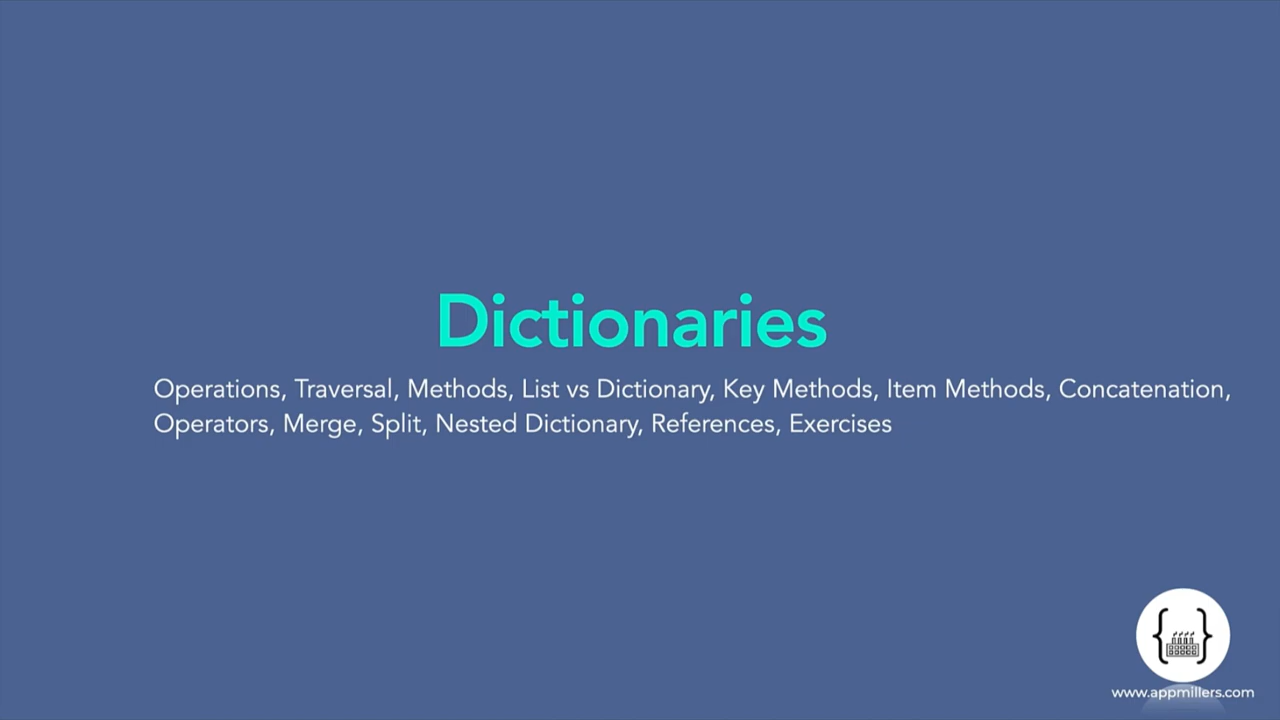 Dictionaries
Operations, Traversal, Methods, List vs Dictionary, Key Methods, Item Methods, Concatenation,
Operators, Merge, Split, Nested Dictionary, References, Exercises
www.appmillers.com